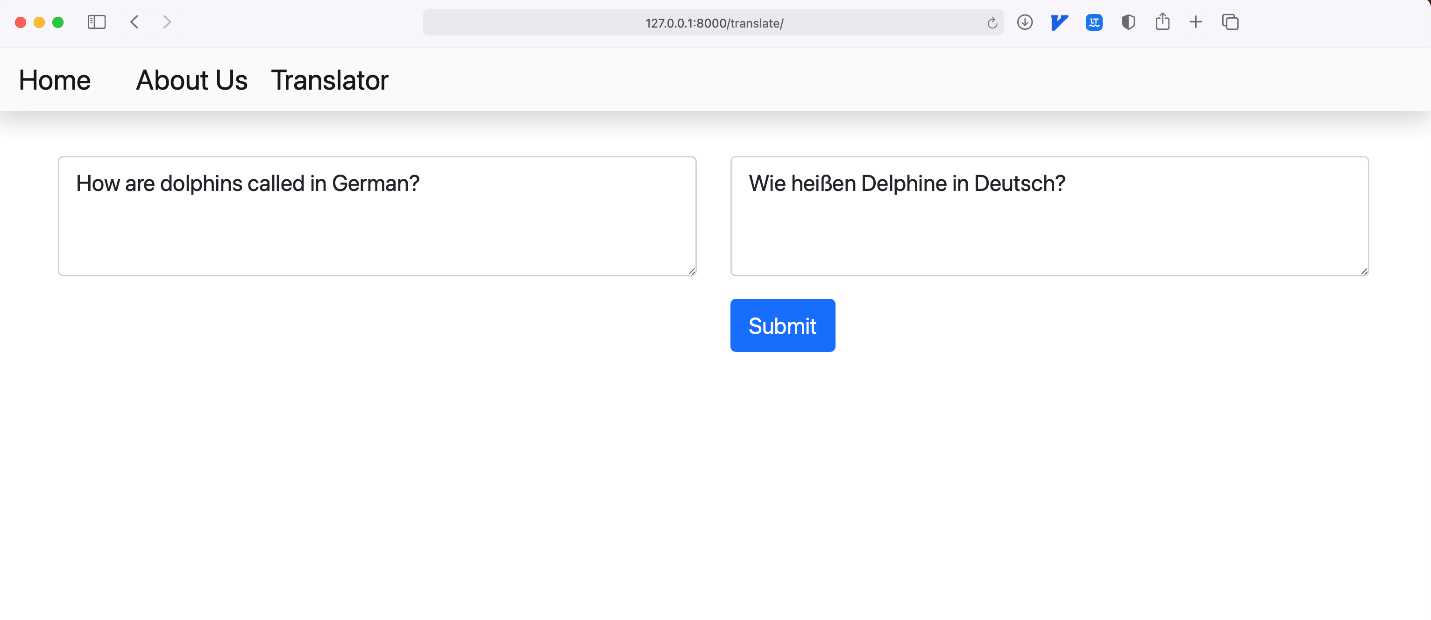 127.0.0.1:8000/translate/
Home About Us Translator
How are dolphins called in German?
Wie heißen Delphine in Deutsch?
Submit